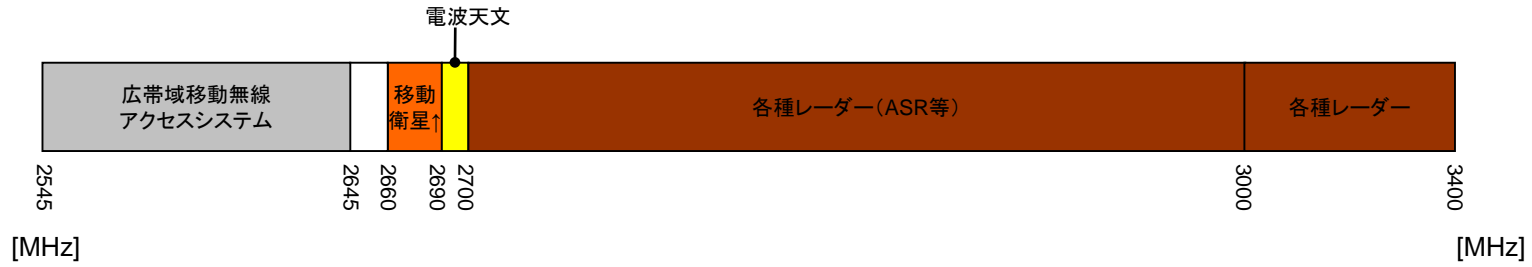 電波天文
広帯域移動無線
アクセスシステム
移動
衛星↑
各種レーダー（ASR等）
各種レーダー
2545
2645
2660
2690
2700
3000
3400
[MHz]
[MHz]